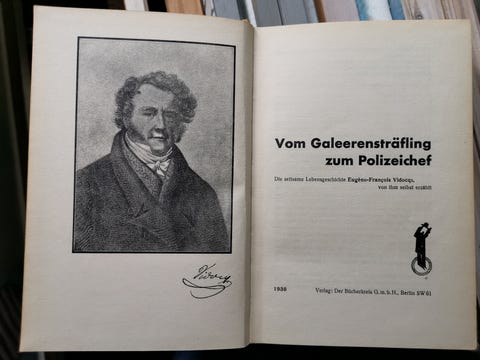 Vidocq
Vom Galeerensträfling
zum Polizeichef
Die seltsame Lebensgeschichte Eugène-François Vidocqs,
von ihm selbst erzählt
1930 Verlag: Der Bücherkreis G. m. b. H., Berlin SW 61